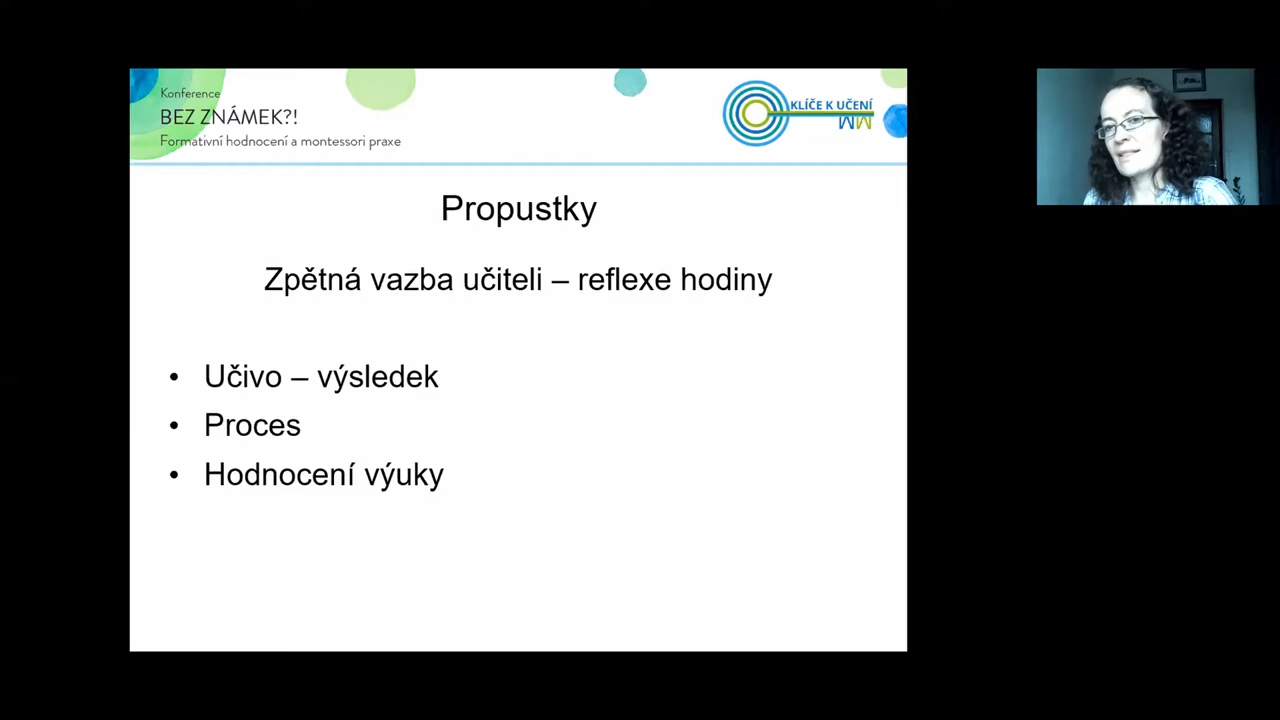 Konference
BEZ ZNÁMEK?!
Formativní hodnocení a montessori praxe
KLÍČE K UČENÍ
Propustky
Zpětná vazba učiteli – reflexe hodiny
• Učivo – výsledek
• Proces
• Hodnocení výuky